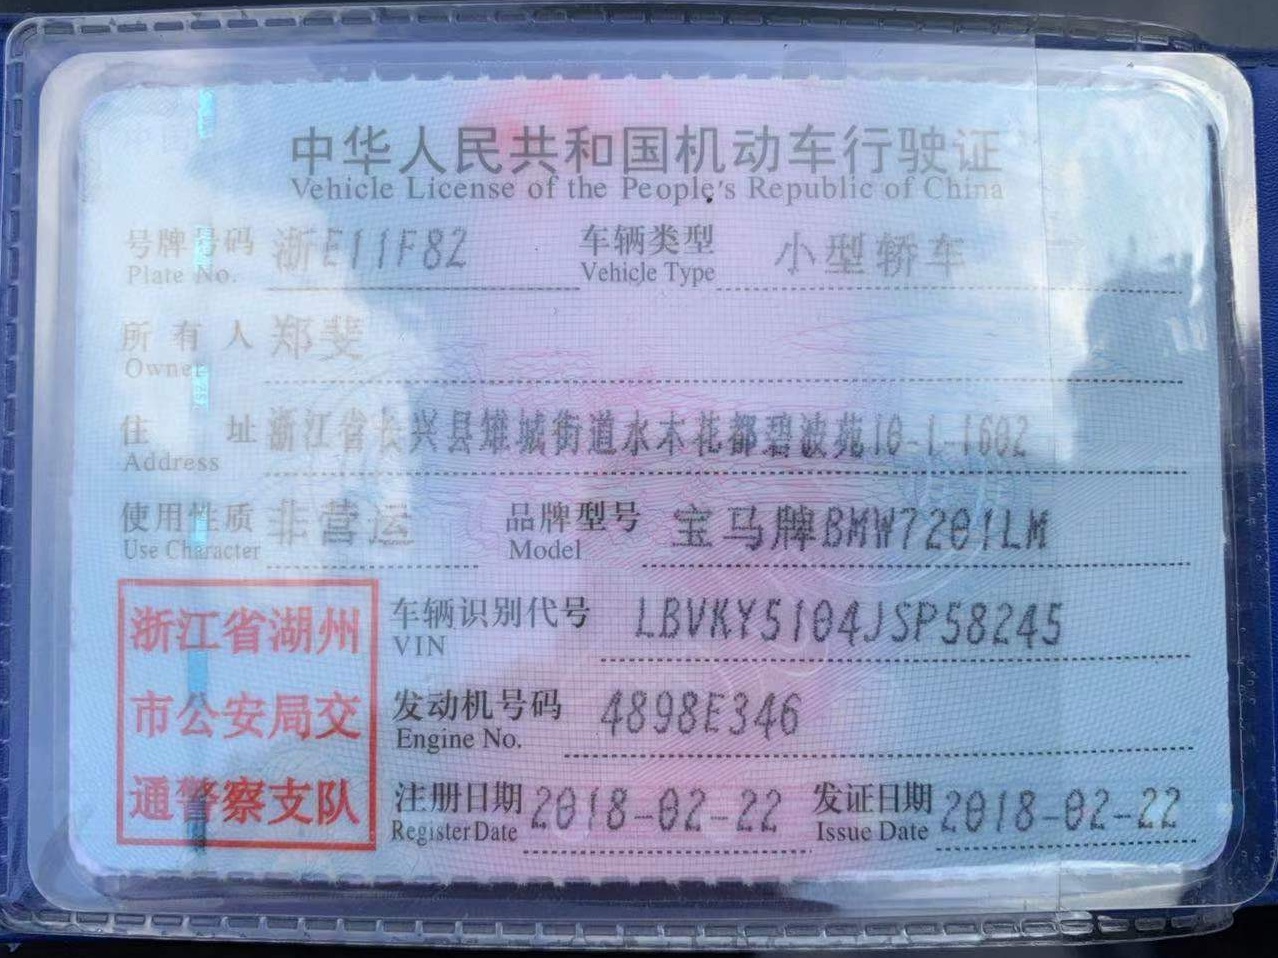 中华人民共和国机动车行驶证
Vehicle License of the People's Republic of China
号牌号码 浙E11F82 车辆类型 小型轿车
Plate No. Vehicle Type
所有人 郑斐
Owner
住址 浙江省长兴县雉城街道水木花都碧波苑10-1-1602
Address
使用性质 非营运 品牌型号 宝马牌BMW7201LM
Use Character Model
浙江省湖州
市公安局交
通警察支队
车辆识别代号 LBVKY5104JSP58245
VIN
发动机号码 4898E346
Engine No.
注册日期 2018-02-22 发证日期 2018-02-22
Register Date Issue Date